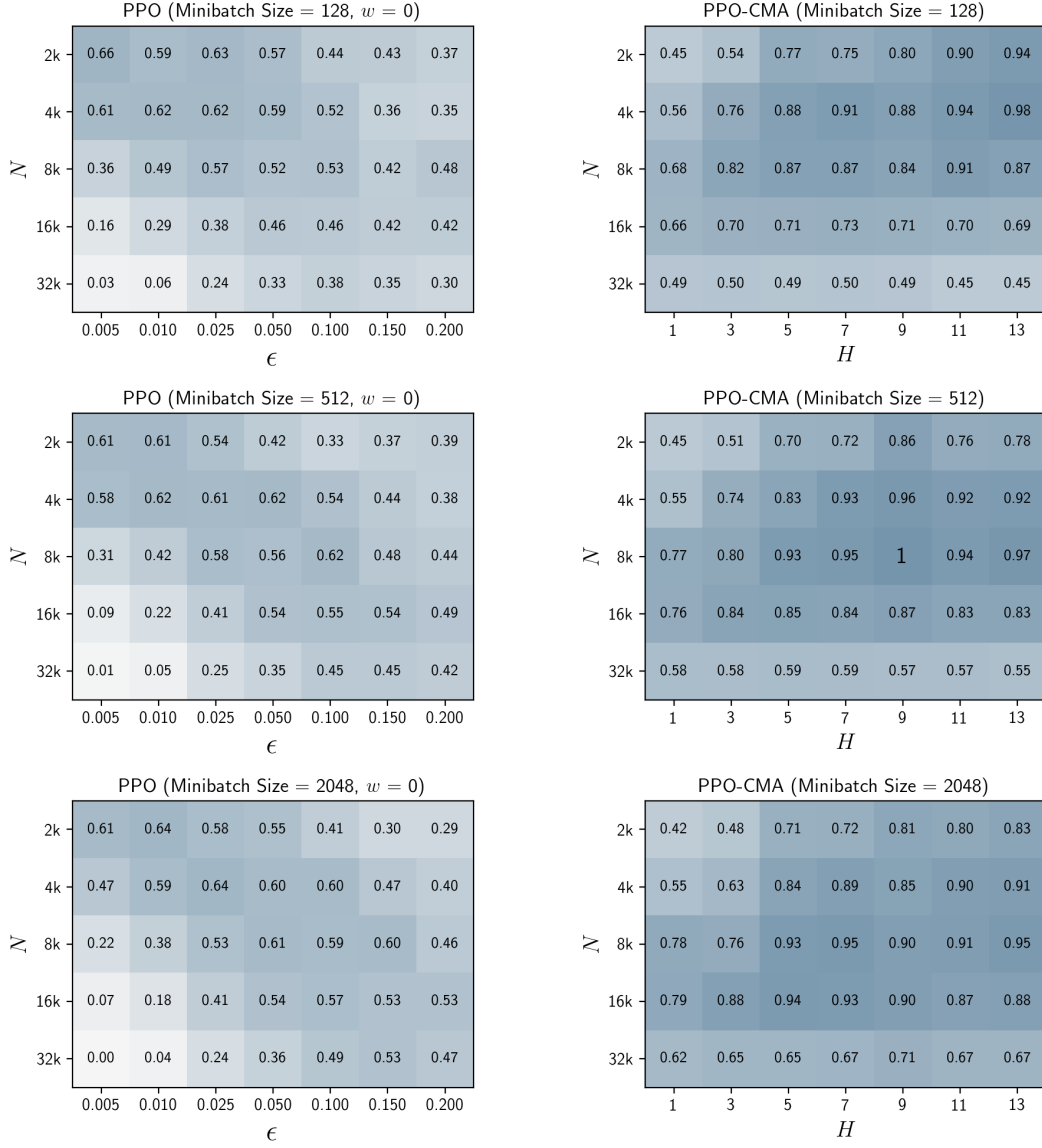 PPO (Minibatch Size = 128, w = 0)
N
2k 0.66 0.59 0.63 0.57 0.44 0.43 0.37
4k 0.61 0.62 0.62 0.59 0.52 0.36 0.35
8k 0.36 0.49 0.57 0.52 0.53 0.42 0.48
16k 0.16 0.29 0.38 0.46 0.46 0.42 0.42
32k 0.03 0.06 0.24 0.33 0.38 0.35 0.30
0.005 0.010 0.025 0.050 0.100 0.150 0.200
ϵ
PPO-CMA (Minibatch Size = 128)
N
2k 0.45 0.54 0.77 0.75 0.80 0.90 0.94
4k 0.56 0.76 0.88 0.91 0.88 0.94 0.98
8k 0.68 0.82 0.87 0.87 0.84 0.91 0.87
16k 0.66 0.70 0.71 0.73 0.71 0.70 0.69
32k 0.49 0.50 0.49 0.50 0.49 0.45 0.45
1 3 5 7 9 11 13
H
PPO (Minibatch Size = 512, w = 0)
N
2k 0.61 0.61 0.54 0.42 0.33 0.37 0.39
4k 0.58 0.62 0.61 0.62 0.54 0.44 0.38
8k 0.31 0.42 0.58 0.56 0.62 0.48 0.44
16k 0.09 0.22 0.41 0.54 0.55 0.54 0.49
32k 0.01 0.05 0.25 0.35 0.45 0.45 0.42
0.005 0.010 0.025 0.050 0.100 0.150 0.200
ϵ
PPO-CMA (Minibatch Size = 512)
N
2k 0.45 0.51 0.70 0.72 0.86 0.76 0.78
4k 0.55 0.74 0.83 0.93 0.96 0.92 0.92
8k 0.77 0.80 0.93 0.95 1 0.94 0.97
16k 0.76 0.84 0.85 0.84 0.87 0.83 0.83
32k 0.58 0.58 0.59 0.59 0.57 0.57 0.55
1 3 5 7 9 11 13
H
PPO (Minibatch Size = 2048, w = 0)
N
2k 0.61 0.64 0.58 0.55 0.41 0.30 0.29
4k 0.47 0.59 0.64 0.60 0.60 0.47 0.40
8k 0.22 0.38 0.53 0.61 0.59 0.60 0.46
16k 0.07 0.18 0.41 0.54 0.57 0.53 0.53
32k 0.00 0.04 0.24 0.36 0.49 0.53 0.47
0.005 0.010 0.025 0.050 0.100 0.150 0.200
ϵ
PPO-CMA (Minibatch Size = 2048)
N
2k 0.42 0.48 0.71 0.72 0.81 0.80 0.83
4k 0.55 0.63 0.84 0.89 0.85 0.90 0.91
8k 0.78 0.76 0.93 0.95 0.90 0.91 0.95
16k 0.79 0.88 0.94 0.93 0.90 0.87 0.88
32k 0.62 0.65 0.65 0.67 0.71 0.67 0.67
1 3 5 7 9 11 13
H